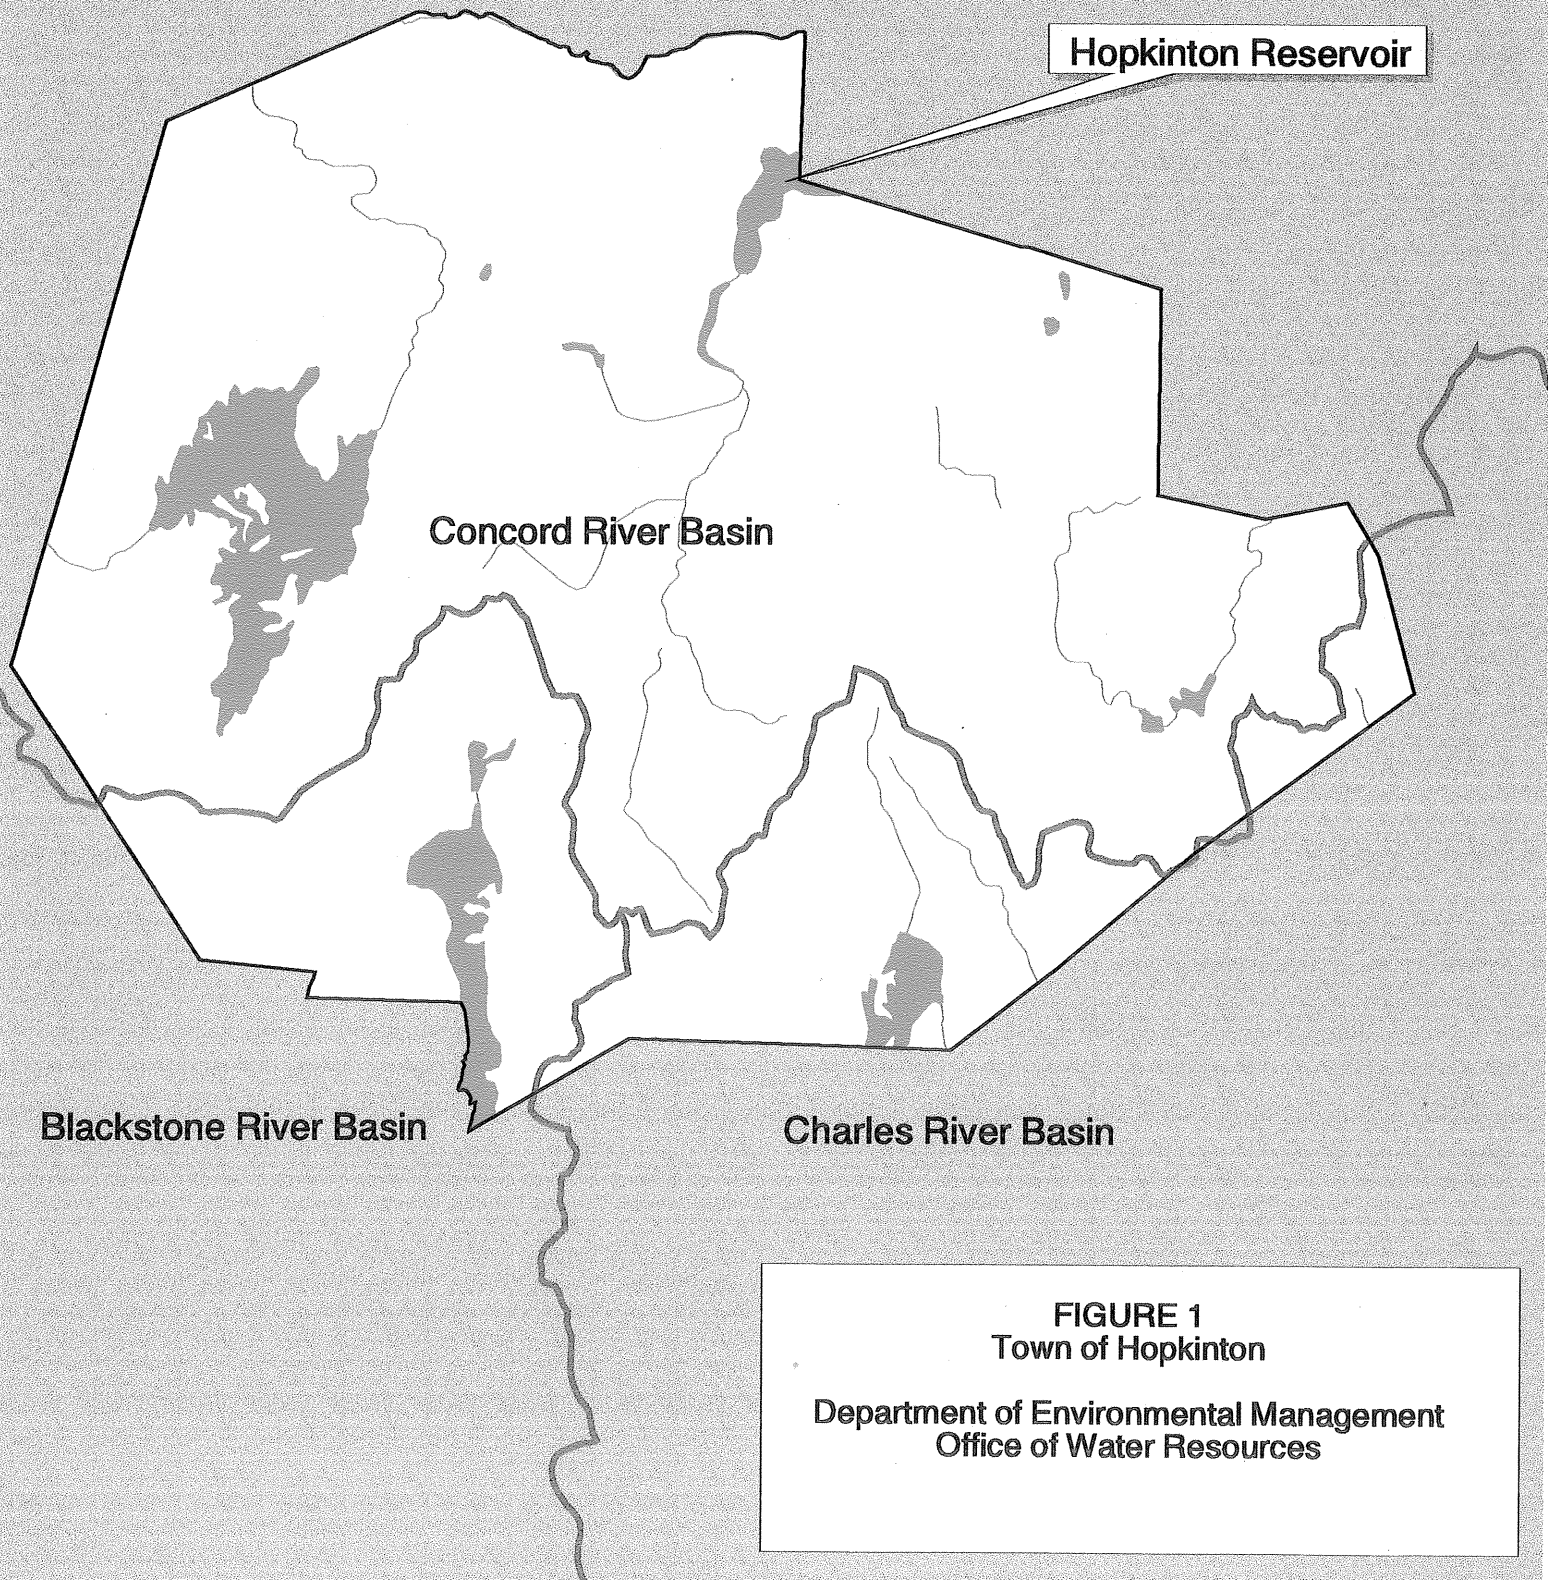 Hopkinton Reservoir
Concord River Basin
Blackstone River Basin
Charles River Basin
FIGURE 1
Town of Hopkinton
Department of Environmental Management
Office of Water Resources